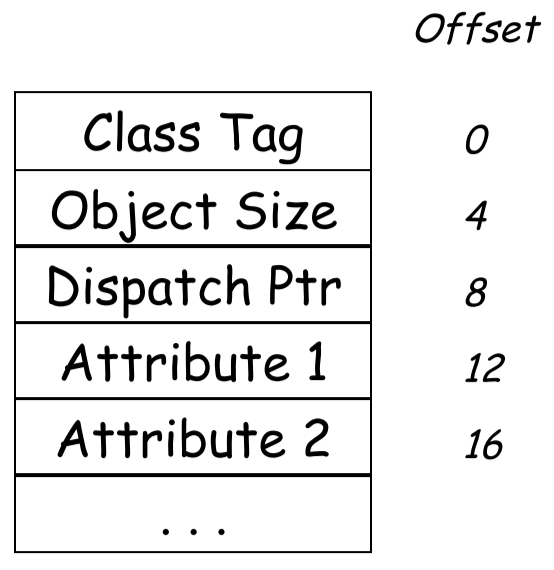 Offset
Class Tag 0
Object Size 4
Dispatch Ptr 8
Attribute 1 12
Attribute 2 16
. . .